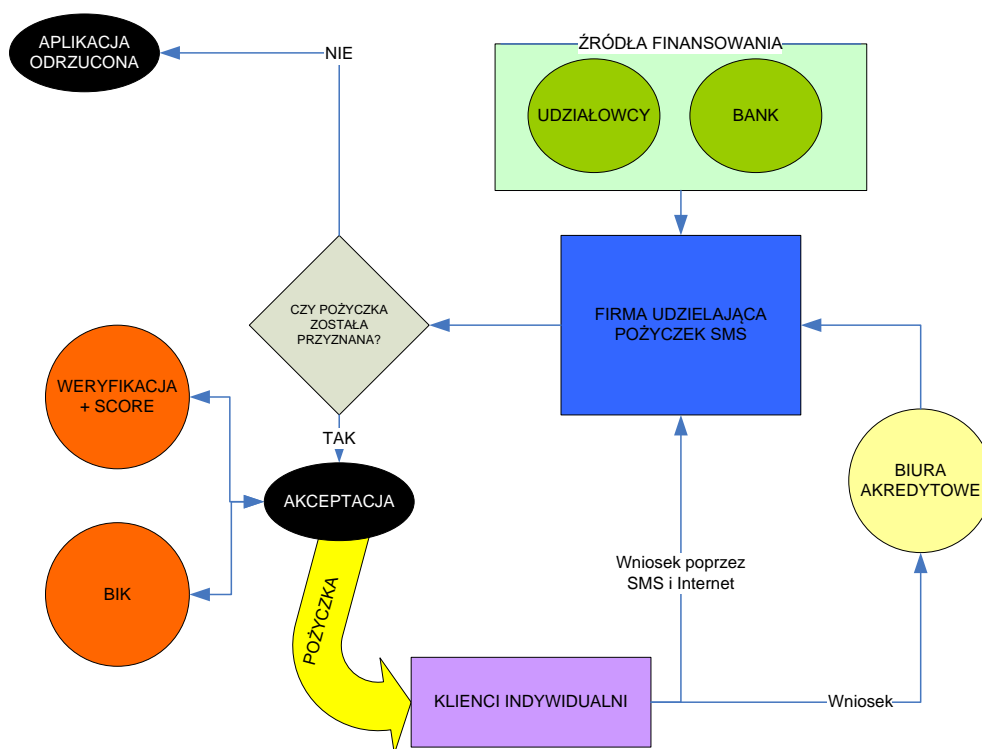 APLIKACJA
ODRZUCONA
NIE
ŹRÓDŁA FINANSOWANIA
UDZIAŁOWCY
BANK
CZY POŻYCZKA
ZOSTAŁA
PRZYZNANA?
FIRMA UDZIELAJĄCA
POŻYCZEK SMS
WERYFIKACJA
+ SCORE
TAK
AKCEPTACJA
BIURA
AKREDYTOWE
Wniosek poprzez
SMS i Internet
BIK
POŻYCZKA
KLIENCI INDYWIDUALNI
Wniosek